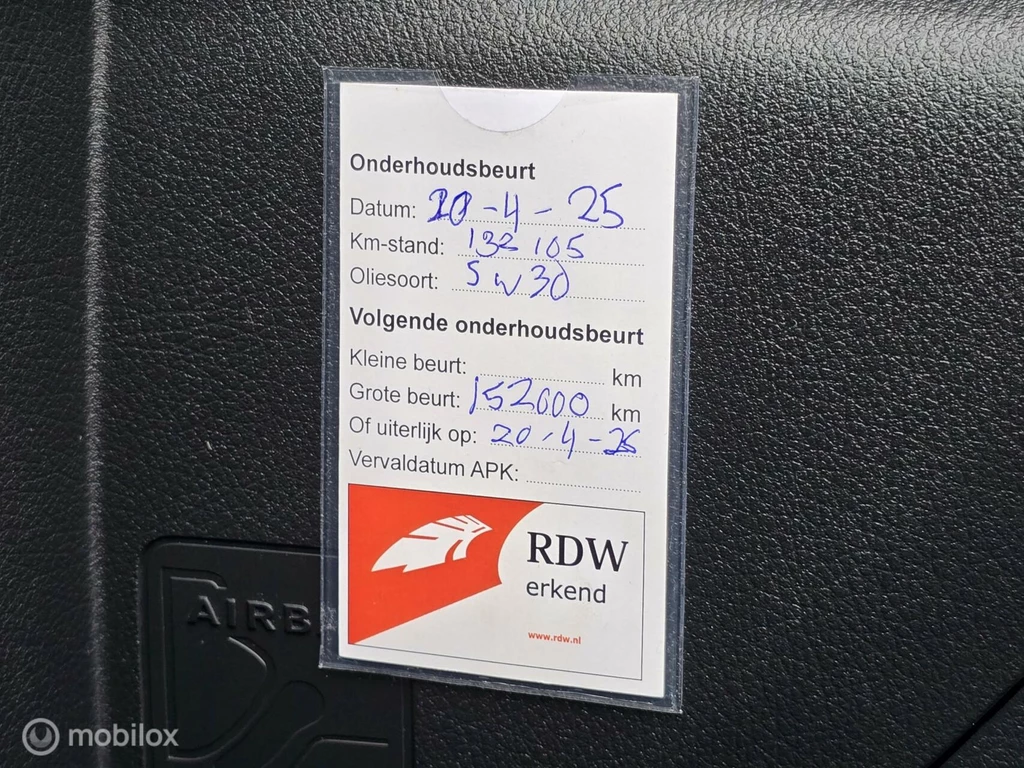 Onderhoudsbeurt
Datum: 20-4-25
Km-stand: 132 105
Oliesoort: 5W30
Volgende onderhoudsbeurt
Kleine beurt: km
Grote beurt: 152000 km
Of uiterlijk op: 20-4-26
Vervaldatum APK:
RDW
erkend
www.rdw.nl
AIRB
mobilox